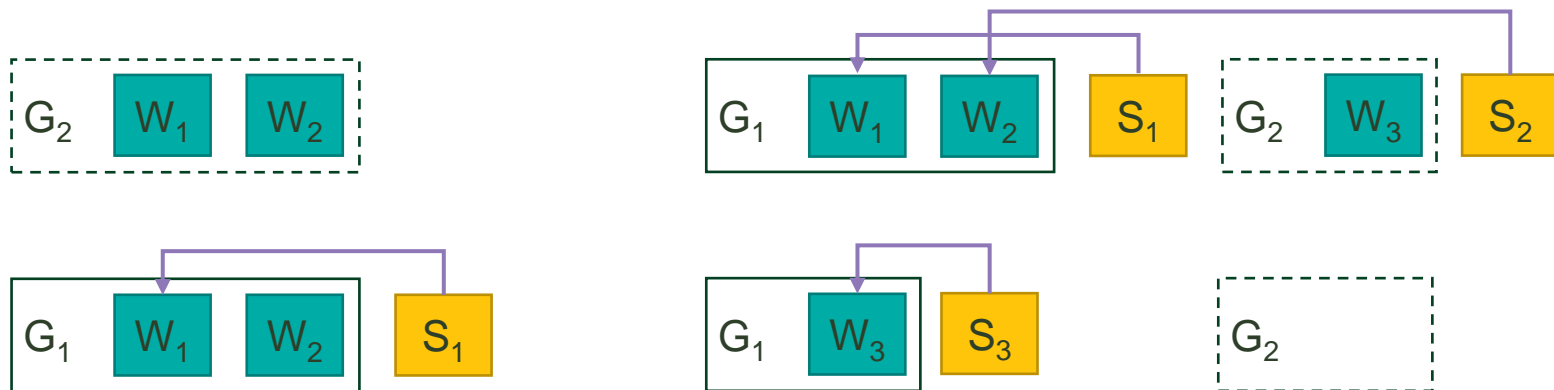 G₂ W₁ W₂
G₁ W₁ W₂ S₁ G₂ W₃ S₂
G₁ W₁ W₂ S₁
G₁ W₃ S₃ G₂